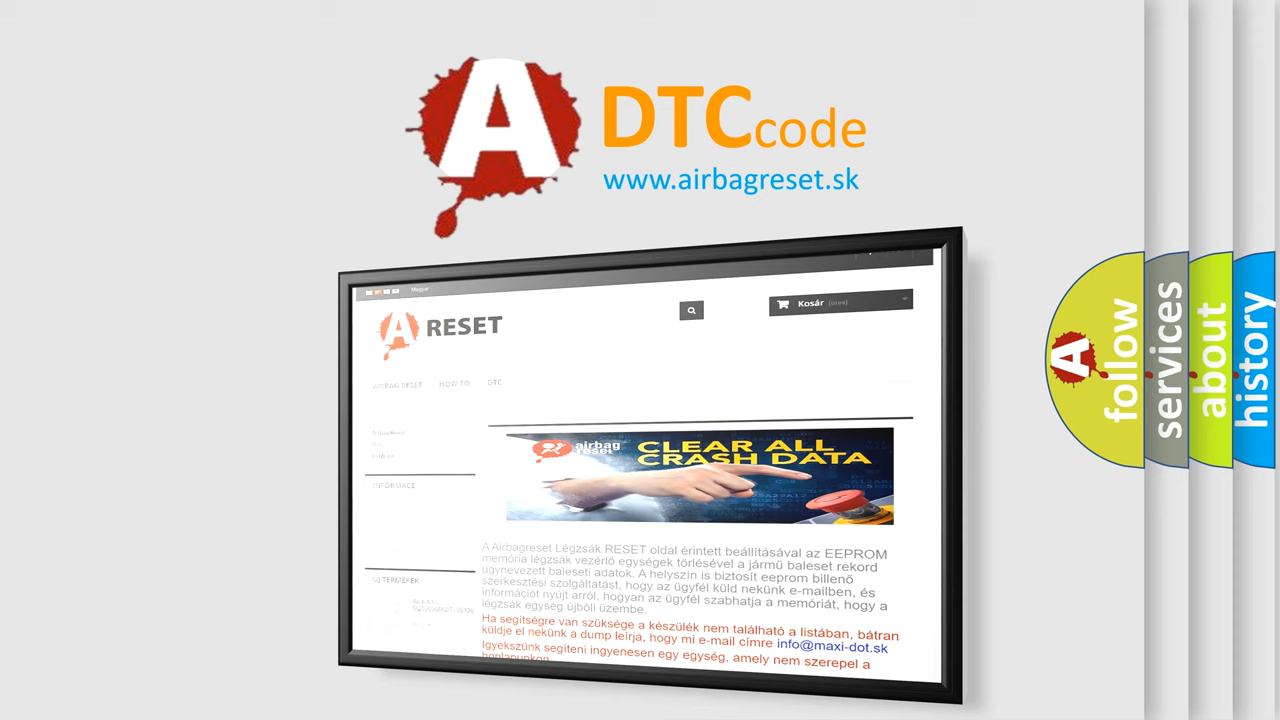 A
DTCcode
www.airbagreset.sk
Magyar
A RESET
Kosár (üres)
AIRBAG RESET HOW TO DTC
INFORMACE
ÚJ TERMÉKEK
airbag
reset
CLEAR ALL
CRASH DATA
A Airbagreset Légzsák RESET oldal érintett beállításával az EEPROM
memória légzsák vezérlő egységek törlésével a jármű baleset rekord
úgynevezett baleseti adatok. A helyszín is biztosít eeprom billenő
szerkesztési szolgáltatást, hogy az ügyfél küld nekünk e-mailben, és
információt nyújt arról, hogyan az ügyfél szabhatja a memóriát, hogy a
légzsák egység újbóli üzembe.
Ha segítségre van szüksége a készülék nem található a listában, bátran
küldje el nekünk a dump leírja, hogy mi e-mail címre info@maxi-dot.sk
Igyekszünk segíteni ingyenesen egy egység, amely nem szerepel a
honlapunkon
A
follow
services
about
history